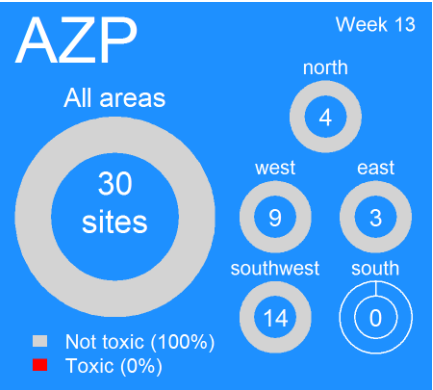 AZP
Week 13
All areas
30
sites
north
4
west
9
east
3
southwest
14
south
0
Not toxic (100%)
Toxic (0%)